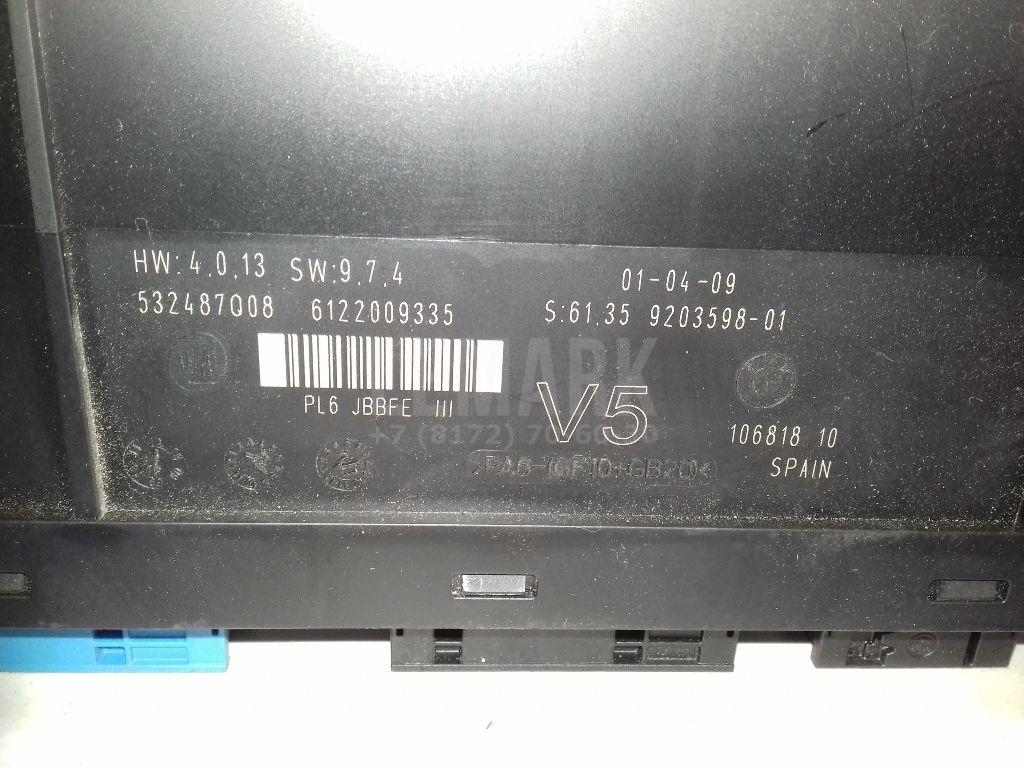 HW:4.0.13 SW:9.7.4 01-04-09
532487Q08 6122009335 S:61.35 9203598-01
PL6 JBBFE III
V5
106818 10
SPAIN